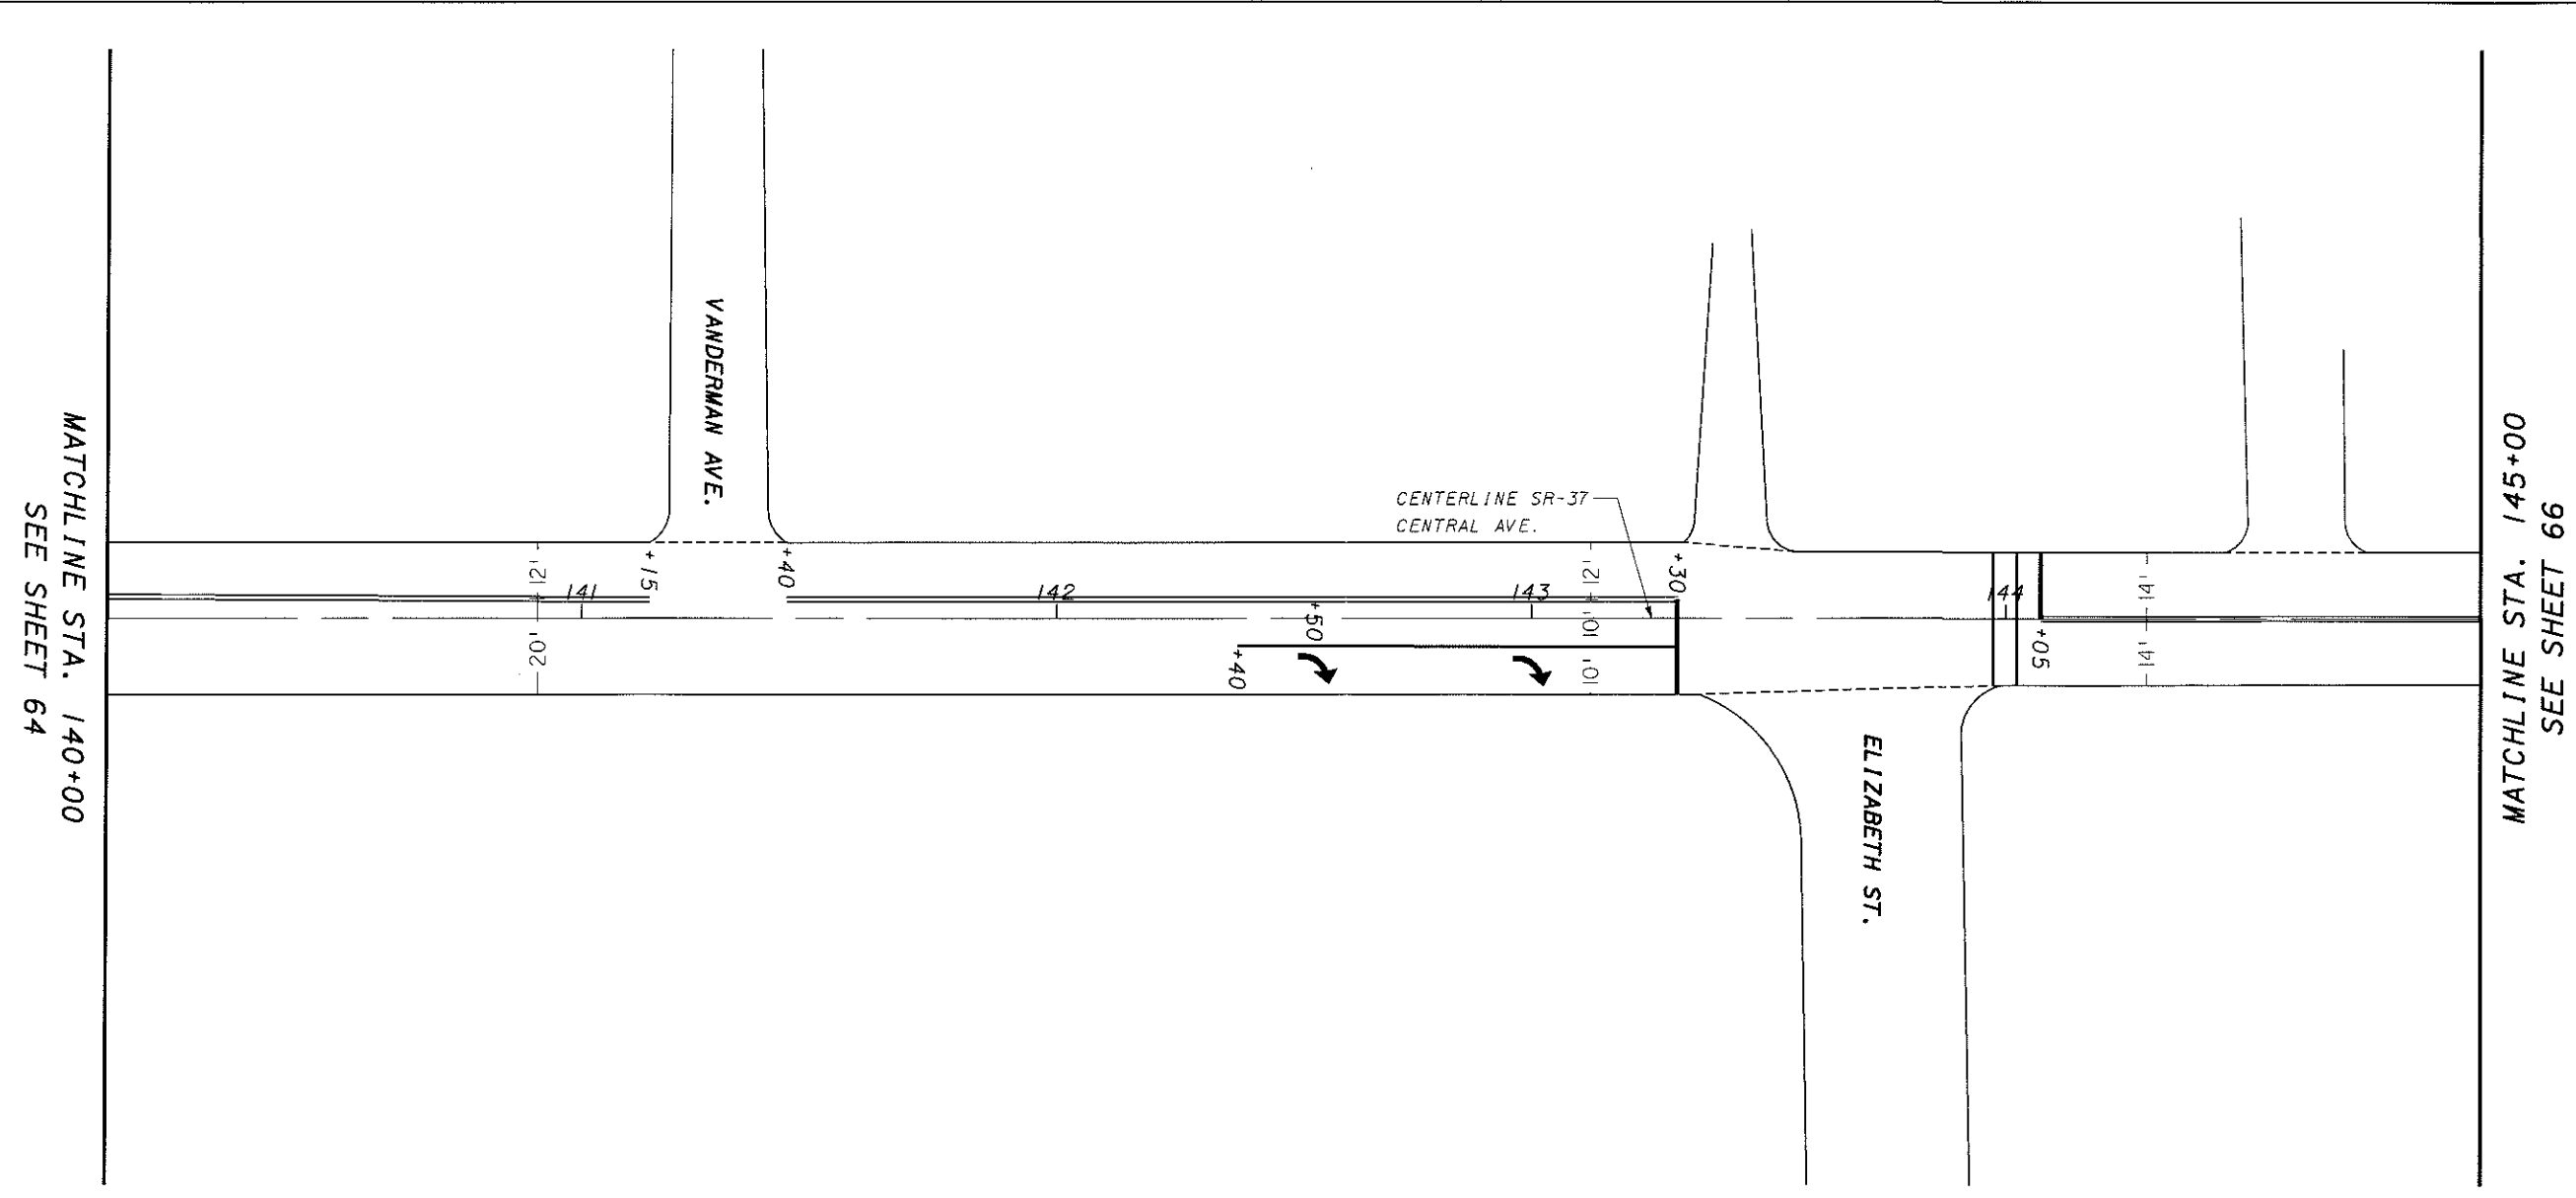 MATCHLINE STA. 140+00
SEE SHEET 64
VANDERMAN AVE.
CENTERLINE SR-37
CENTRAL AVE.
12'
141
+15
+40
142
+50
143
12'
10'
+30
144
14'
20'
+40
10'
+05
14'
ELIZABETH ST.
MATCHLINE STA. 145+00
SEE SHEET 66